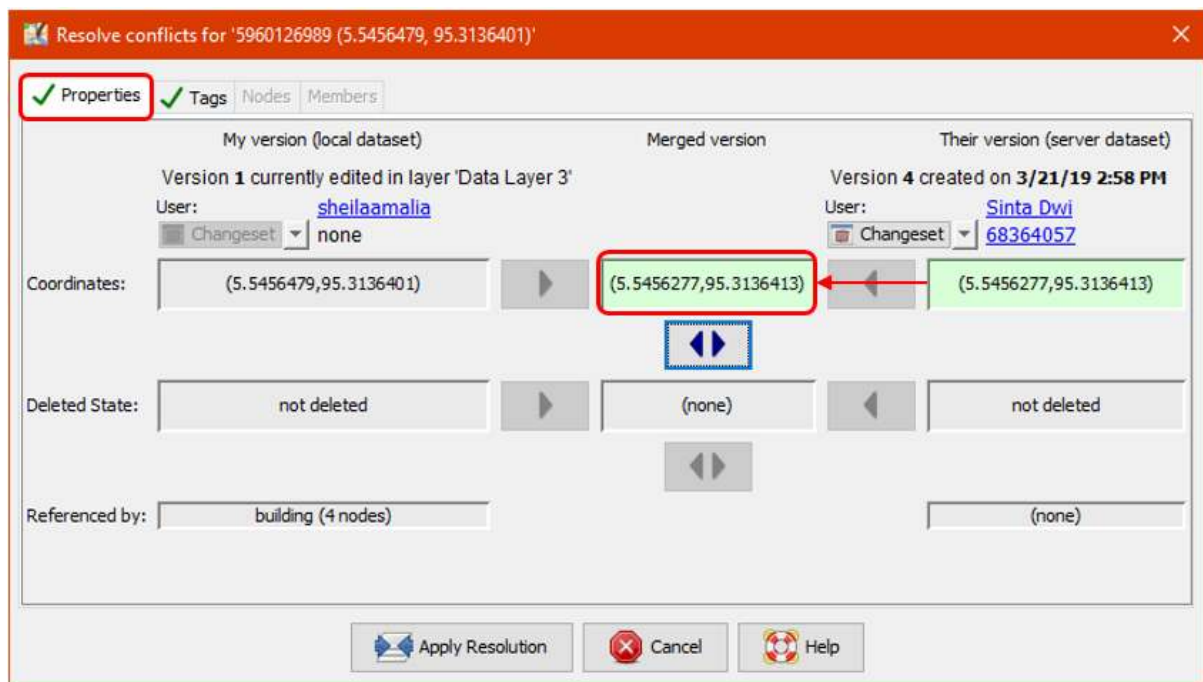 Resolve conflicts for '5960126989 (5.5456479, 95.3136401)'
Properties Tags Nodes Members
My version (local dataset) Merged version Their version (server dataset)
Version 1 currently edited in layer 'Data Layer 3' Version 4 created on 3/21/19 2:58 PM
User: sheilaamalia User: Sinta Dwi
Changeset none Changeset 68364057
Coordinates: (5.5456479,95.3136401) (5.5456277,95.3136413) (5.5456277,95.3136413)
Deleted State: not deleted (none) not deleted
Referenced by: building (4 nodes) (none)
Apply Resolution Cancel Help